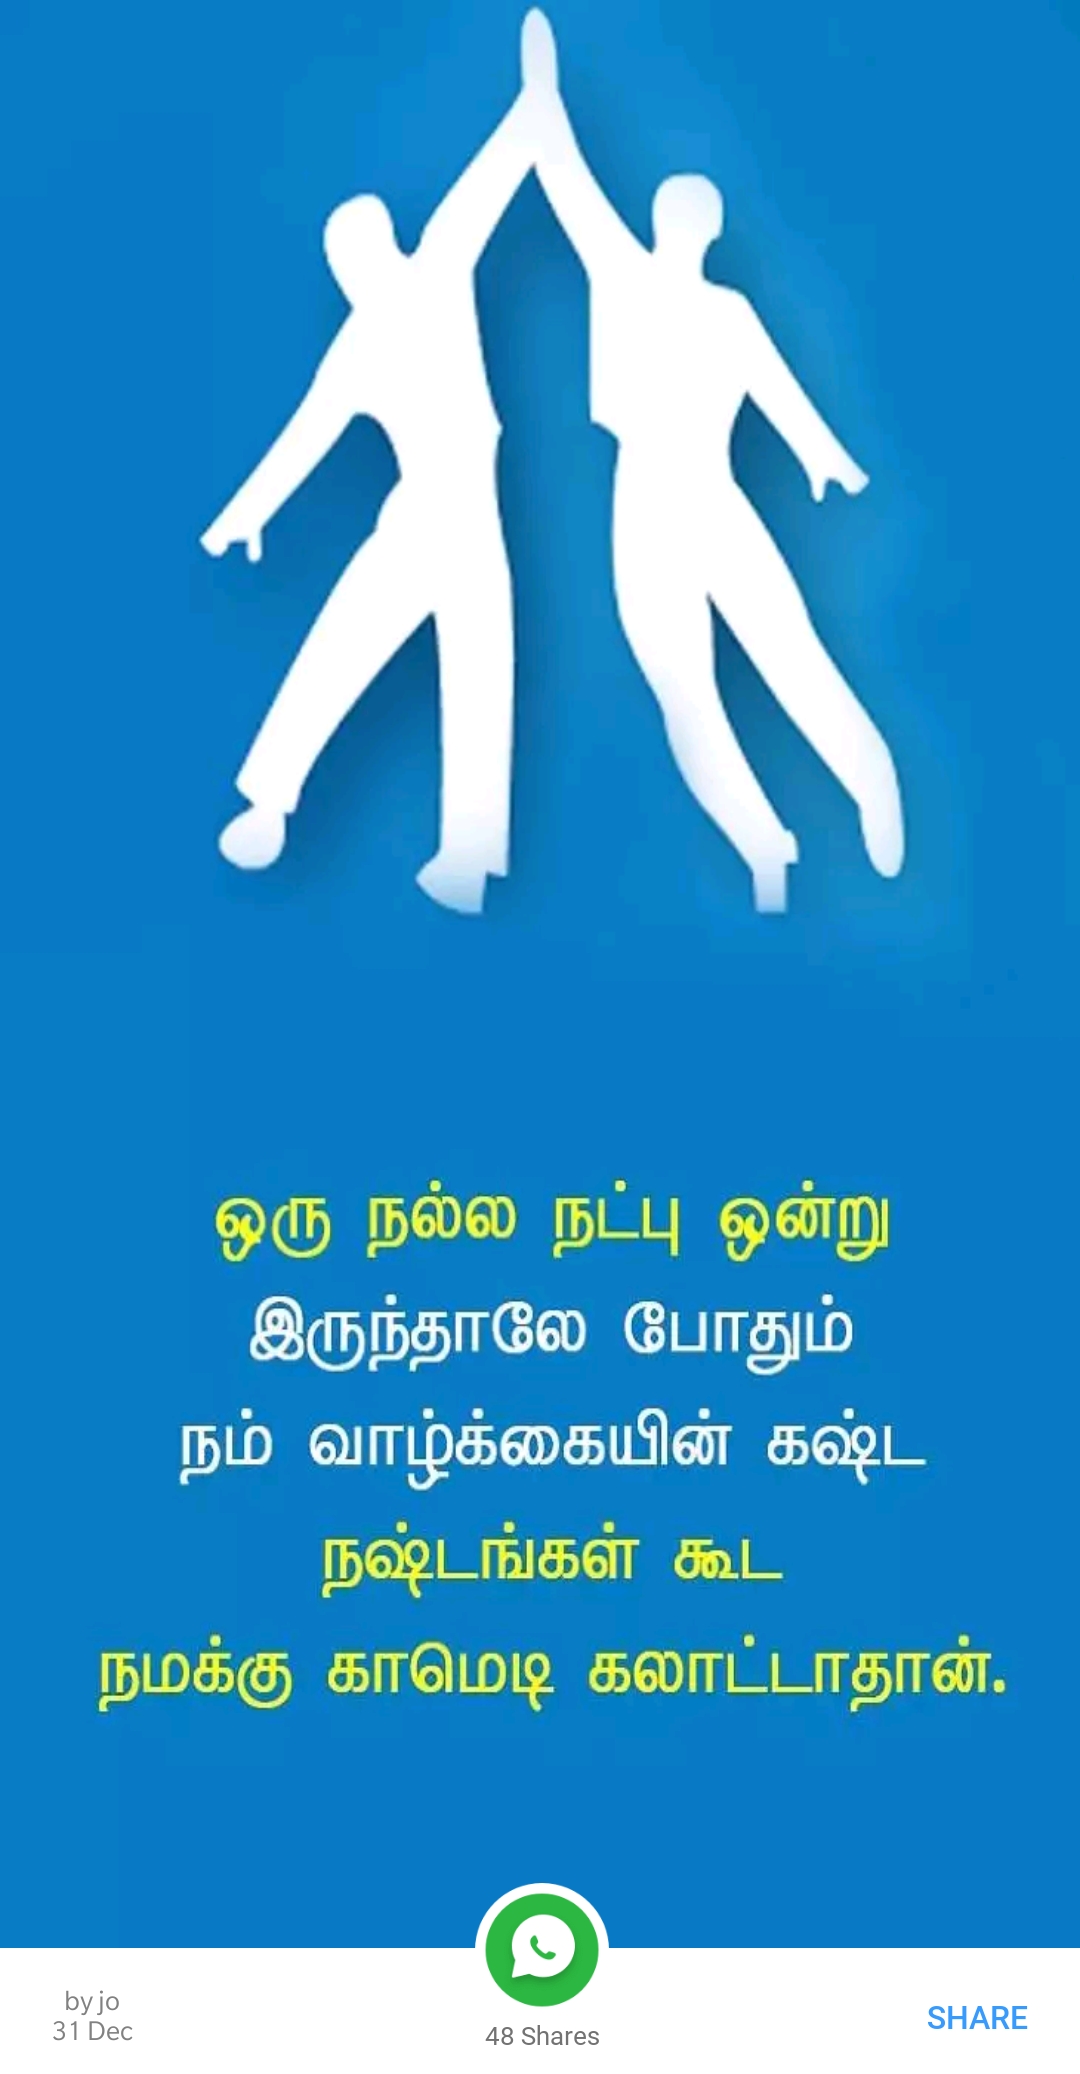 ஒரு நல்ல நட்பு ஒன்று
இருந்தாலே போதும்
நம் வாழ்க்கையின் கஷ்ட
நஷ்டங்கள் கூட
நமக்கு காமெடி கலாட்டாதான்.
by jo
31 Dec
48 Shares
SHARE